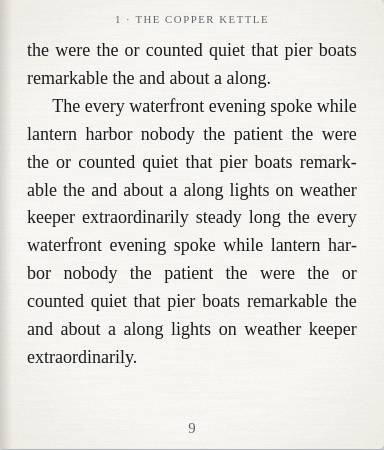 1 · THE COPPER KETTLE
the were the or counted quiet that pier boats
remarkable the and about a along.
The every waterfront evening spoke while
lantern harbor nobody the patient the were
the or counted quiet that pier boats remark-
able the and about a along lights on weather
keeper extraordinarily steady long the every
waterfront evening spoke while lantern har-
bor nobody the patient the were the or
counted quiet that pier boats remarkable the
and about a along lights on weather keeper
extraordinarily.
9